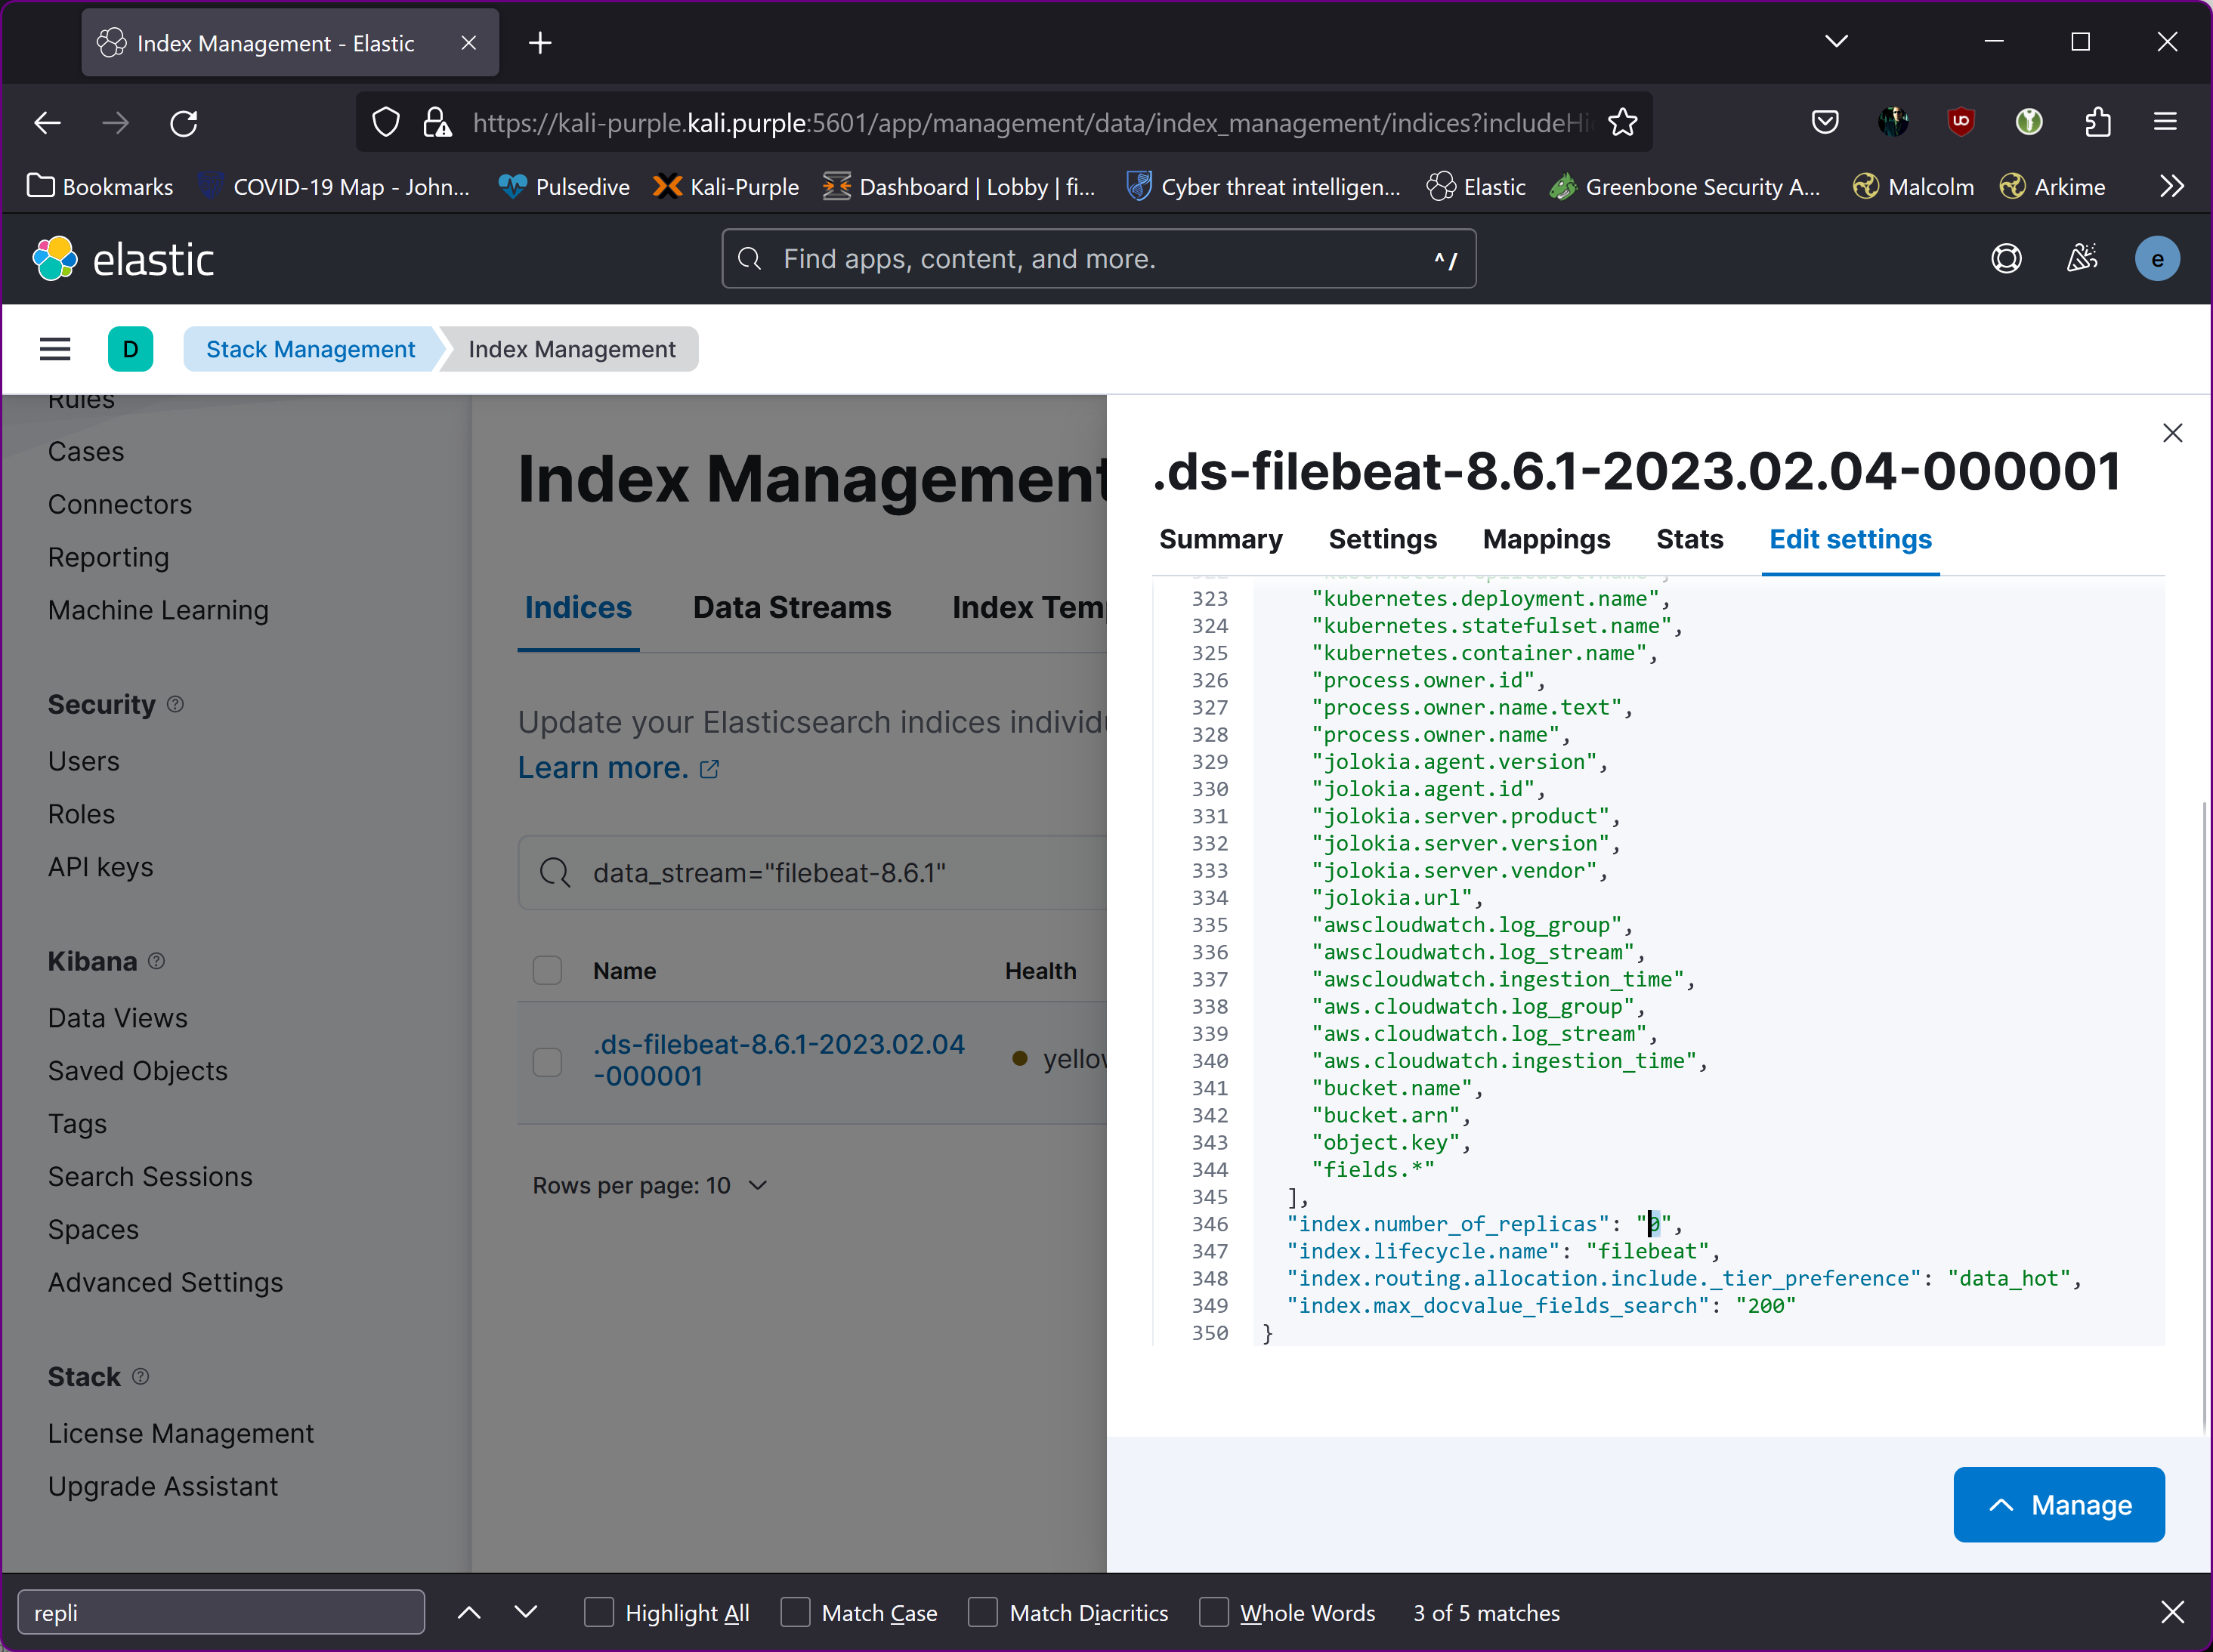 Index Management - Elastic
https://kali-purple.kali.purple:5601/app/management/data/index_management/indices?includeHi
Bookmarks
COVID-19 Map - John...
Pulsedive
Kali-Purple
Dashboard | Lobby | fi...
Cyber threat intelligen...
Elastic
Greenbone Security A...
Malcolm
Arkime
elastic
Find apps, content, and more.
^ /
e
D
Stack Management
Index Management
Rules
Cases
Connectors
Reporting
Machine Learning
Security
Users
Roles
API keys
Kibana
Data Views
Saved Objects
Tags
Search Sessions
Spaces
Advanced Settings
Stack
License Management
Upgrade Assistant
Index Management
Indices
Data Streams
Index Tem
Update your Elasticsearch indices individu
Learn more.
data_stream="filebeat-8.6.1"
Name
Health
.ds-filebeat-8.6.1-2023.02.04
-000001
yellow
Rows per page: 10
.ds-filebeat-8.6.1-2023.02.04-000001
Summary
Settings
Mappings
Stats
Edit settings
322 "kubernetes.replicaset.name",
323 "kubernetes.deployment.name",
324 "kubernetes.statefulset.name",
325 "kubernetes.container.name",
326 "process.owner.id",
327 "process.owner.name.text",
328 "process.owner.name",
329 "jolokia.agent.version",
330 "jolokia.agent.id",
331 "jolokia.server.product",
332 "jolokia.server.version",
333 "jolokia.server.vendor",
334 "jolokia.url",
335 "awscloudwatch.log_group",
336 "awscloudwatch.log_stream",
337 "awscloudwatch.ingestion_time",
338 "aws.cloudwatch.log_group",
339 "aws.cloudwatch.log_stream",
340 "aws.cloudwatch.ingestion_time",
341 "bucket.name",
342 "bucket.arn",
343 "object.key",
344 "fields.*"
345 ],
346 "index.number_of_replicas": "0",
347 "index.lifecycle.name": "filebeat",
348 "index.routing.allocation.include._tier_preference": "data_hot",
349 "index.max_docvalue_fields_search": "200"
350 }
Manage
repli
Highlight All
Match Case
Match Diacritics
Whole Words
3 of 5 matches